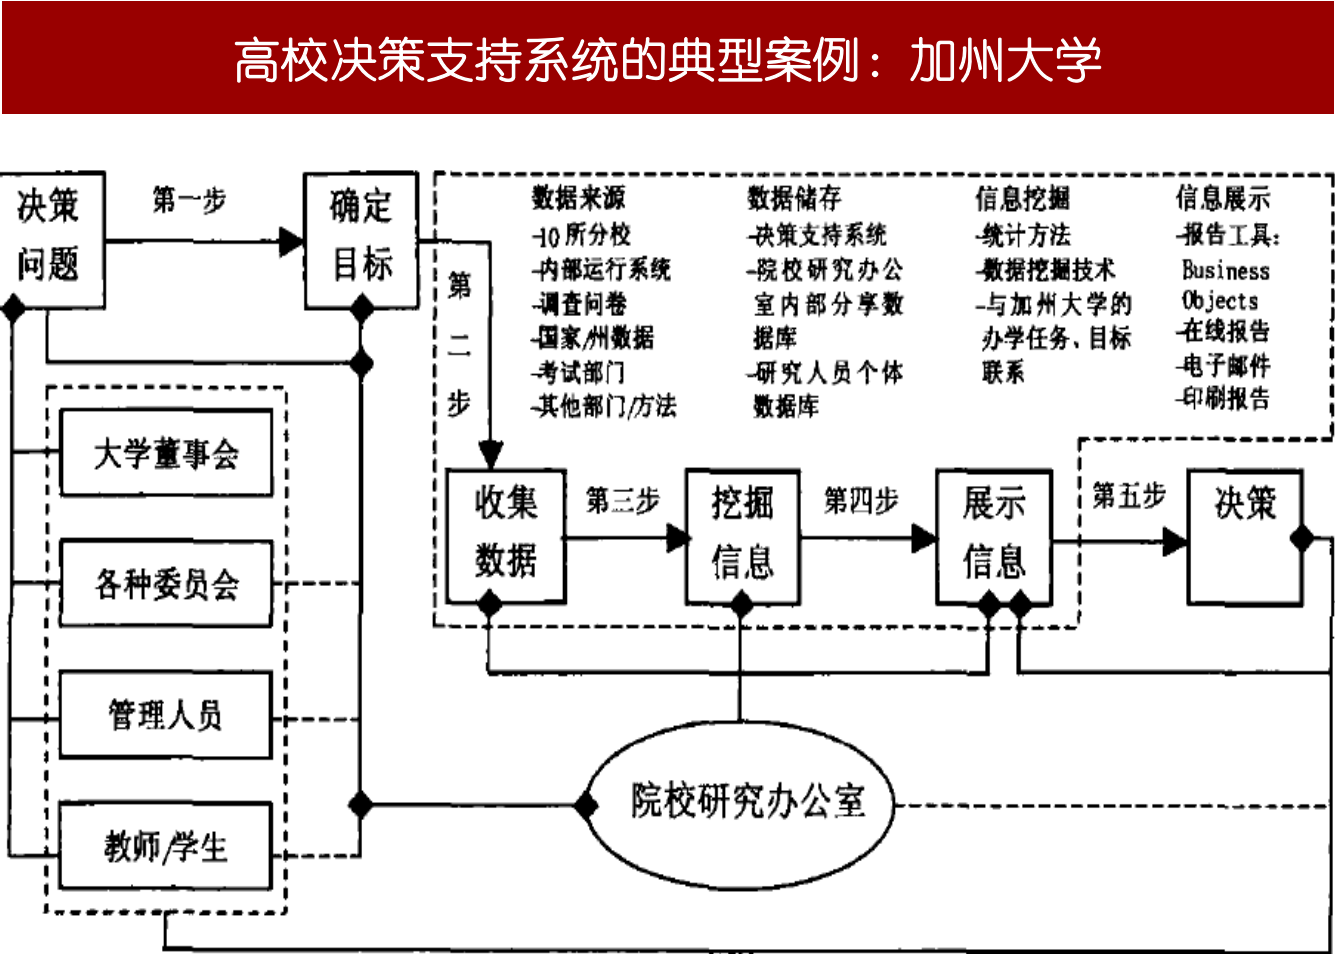 高校决策支持系统的典型案例：加州大学
决策
问题
第一步
确定
目标
第
二
步
数据来源
-10所分校
-内部运行系统
-调查问卷
-国家/州数据
-考试部门
-其他部门/方法
数据储存
-决策支持系统
-院校研究办公
室内部分享数
据库
-研究人员个体
数据库
信息挖掘
-统计方法
-数据挖掘技术
-与加州大学的
办学任务、目标
联系
信息展示
-报告工具：
Business
Objects
-在线报告
-电子邮件
-印刷报告
大学董事会
各种委员会
管理人员
教师/学生
收集
数据
第三步
挖掘
信息
第四步
展示
信息
第五步
决策
院校研究办公室